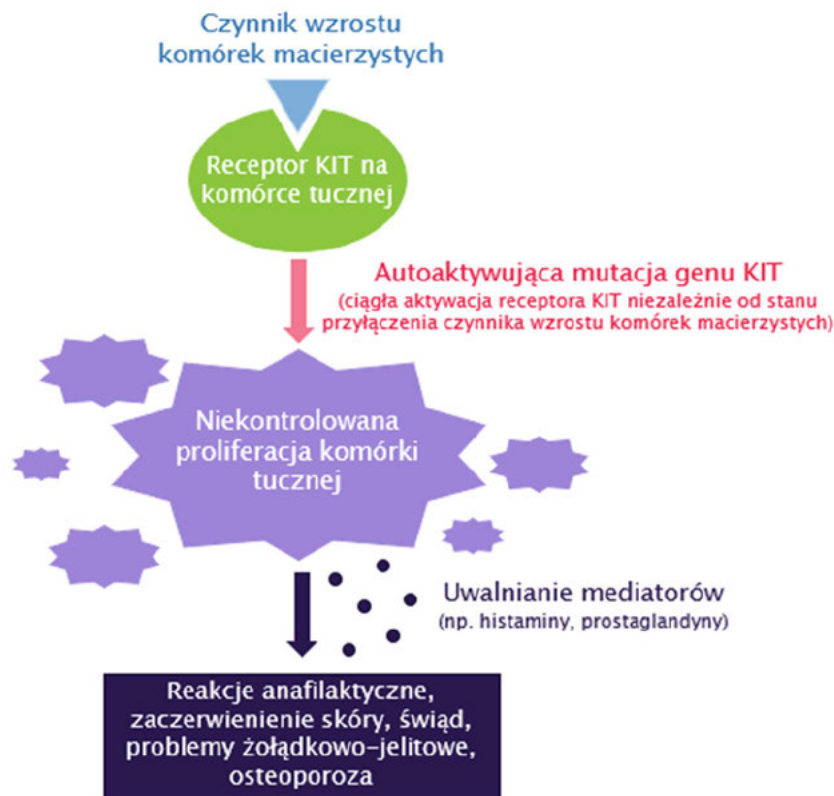 Czynnik wzrostu
komórek macierzystych
Receptor KIT na
komórce tucznej
Autoaktywująca mutacja genu KIT
(ciągła aktywacja receptora KIT niezależnie od stanu
przyłączenia czynnika wzrostu komórek macierzystych)
Niekontrolowana
proliferacja komórki
tucznej
Uwalnianie mediatorów
(np. histaminy, prostaglandyny)
Reakcje anafilaktyczne,
zaczerwienienie skóry, świąd,
problemy żołądkowo-jelitowe,
osteoporoza